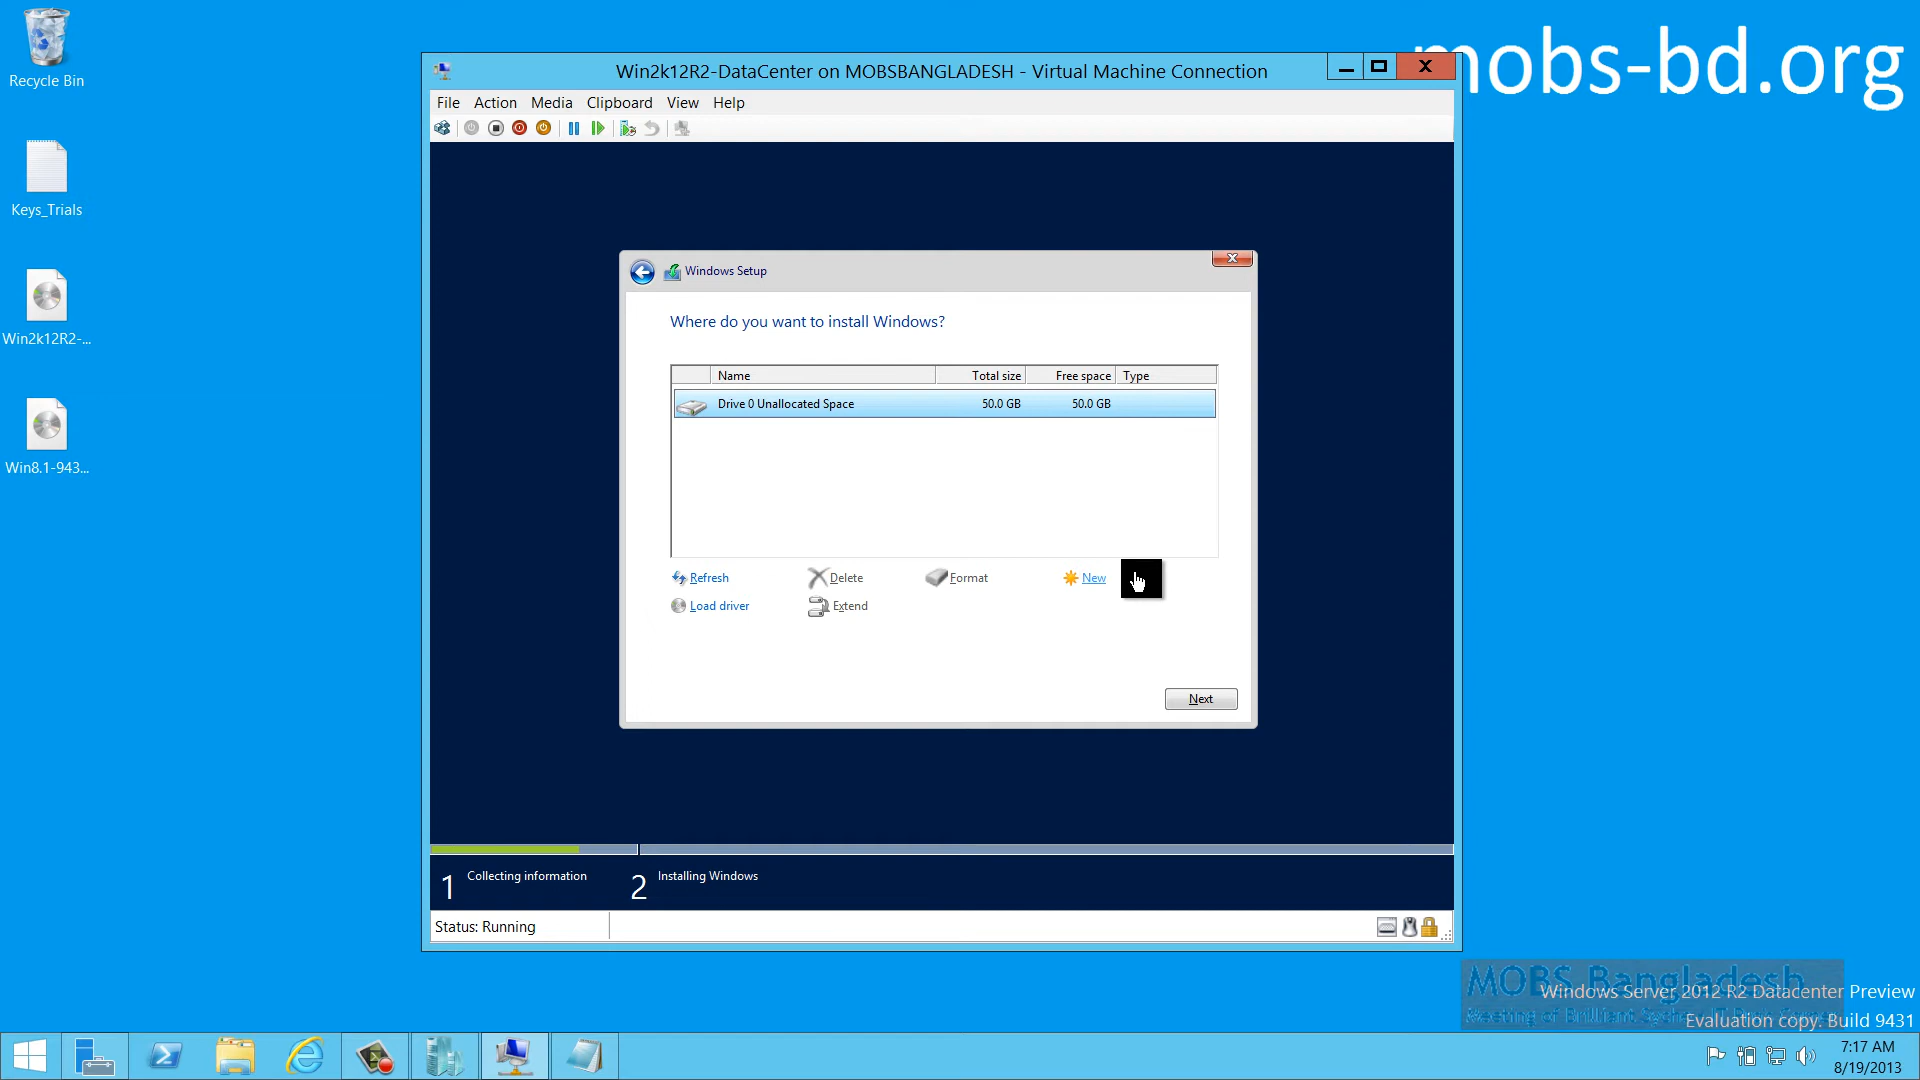 Recycle Bin
Keys_Trials
Win2k12R2-...
Win8.1-943...
mobs-bd.org
Win2k12R2-DataCenter on MOBSBANGLADESH - Virtual Machine Connection
File Action Media Clipboard View Help
Windows Setup
Where do you want to install Windows?
Name Total size Free space Type
Drive 0 Unallocated Space 50.0 GB 50.0 GB
Refresh Delete Format New
Load driver Extend
Next
1 Collecting information 2 Installing Windows
Status: Running
MOBS Bangladesh
Windows Server 2012 R2 Datacenter Preview
Meeting of Brilliant
Evaluation copy. Build 9431
7:17 AM
8/19/2013